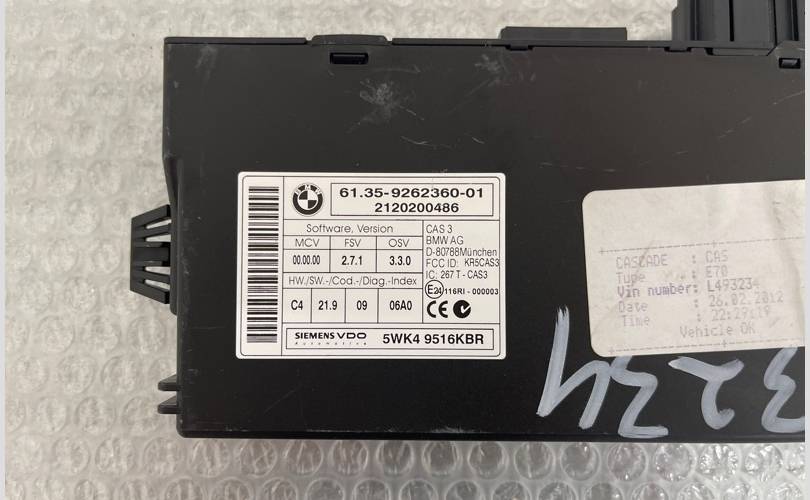 BMW
61.35-9262360-01
2120200486
Software, Version
MCV FSV OSV
00.00.00 2.7.1 3.3.0
HW./SW.-/Cod.-/Diag.-Index
C4 21.9 09 06A0
CAS 3
BMW AG
D-80788München
FCC ID: KR5CAS3
IC: 267 T - CAS3
E24 116RI - 000003
CE
SIEMENS VDO
Automotive
5WK4 9516KBR
CASCADE : CAS
Type : E70
Vin number: L493234
Date : 26.02.2012
Time : 22:29:19
Vehicle OK
3234